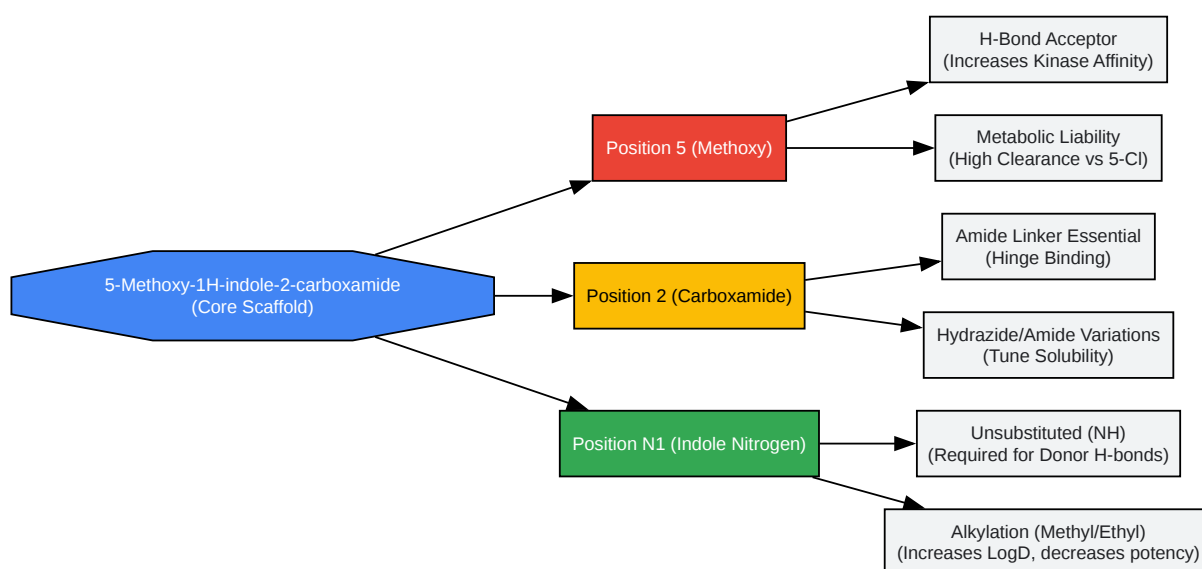 5-Methoxy-1H-indole-2-carboxamide
(Core Scaffold)
Position 5 (Methoxy)
H-Bond Acceptor
(Increases Kinase Affinity)
Metabolic Liability
(High Clearance vs 5-Cl)
Position 2 (Carboxamide)
Amide Linker Essential
(Hinge Binding)
Hydrazide/Amide Variations
(Tune Solubility)
Position N1 (Indole Nitrogen)
Unsubstituted (NH)
(Required for Donor H-bonds)
Alkylation (Methyl/Ethyl)
(Increases LogD, decreases potency)